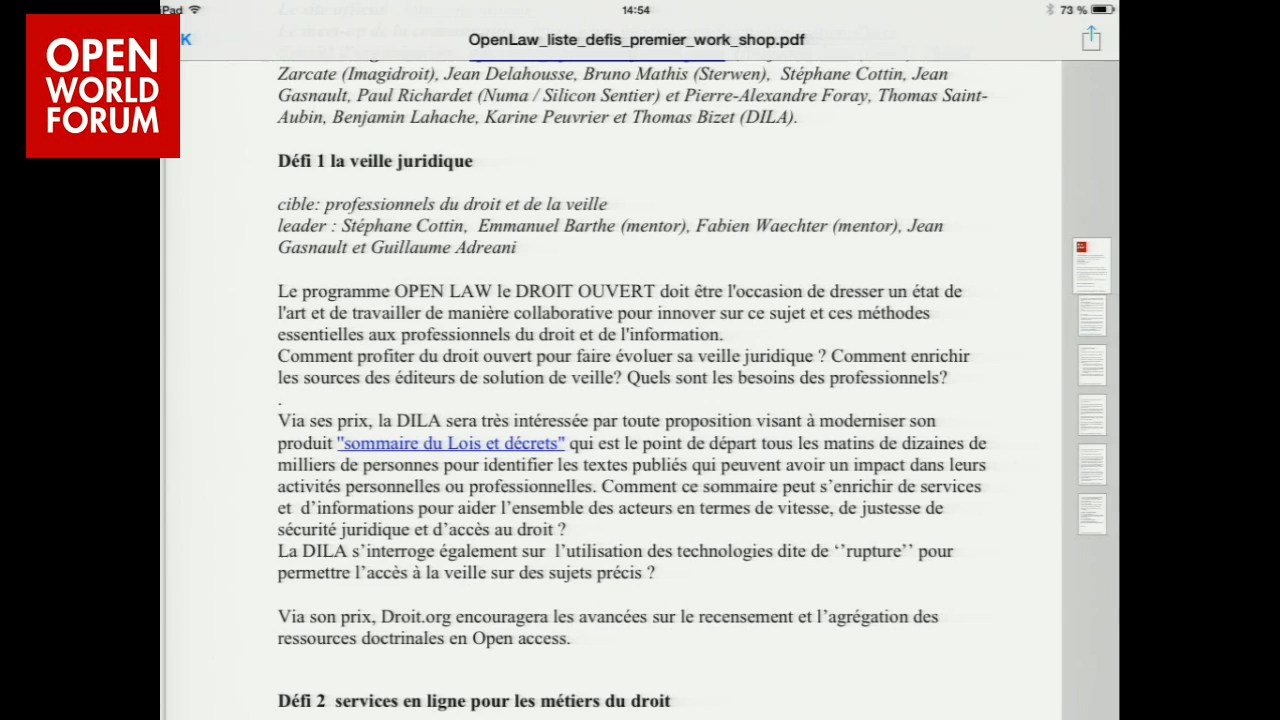 iPad
14:54
73 %
OPEN
WORLD
FORUM
K
OpenLaw_liste_defis_premier_work_shop.pdf
Zarcate (Imagidroit), Jean Delahousse, Bruno Mathis (Sterwen), Stéphane Cottin, Jean
Gasnault, Paul Richardet (Numa / Silicon Sentier) et Pierre-Alexandre Foray, Thomas Saint-
Aubin, Benjamin Lahache, Karine Peuvrier et Thomas Bizet (DILA).
Défi 1 la veille juridique
cible: professionnels du droit et de la veille
leader : Stéphane Cottin, Emmanuel Barthe (mentor), Fabien Waechter (mentor), Jean
Gasnault et Guillaume Adreani
Le programme OPEN LAW le DROIT OUVERT doit être l'occasion de dresser un état de
l'art et de travailler de manière collaborative pour innover sur ce sujet et ces méthodes
essentielles aux professionnels du droit et de l'information.
Comment profiter du droit ouvert pour faire évoluer sa veille juridique ? Comment enrichir
les sources des éditeurs de solution de veille? Quels sont les besoins des professionnels?
.
Via ses prix, la DILA sera très intéressée par toute proposition visant à moderniser son
produit "sommaire du Lois et décrets" qui est le point de départ tous les matins de dizaines de
milliers de personnes pour identifier les textes publiés qui peuvent avoir un impact dans leurs
activités personelles ou professionnelles. Comment ce sommaire peut s'enrichir de services
et d'informations pour aider l'ensemble des acteurs en termes de vitesse, de justesse de
sécurité juridique et d'accès au droit ?
La DILA s'interroge également sur l'utilisation des technologies dite de ‘’rupture’’ pour
permettre l'accès à la veille sur des sujets précis ?
Via son prix, Droit.org encouragera les avancées sur le recensement et l'agrégation des
ressources doctrinales en Open access.
Défi 2 services en ligne pour les métiers du droit